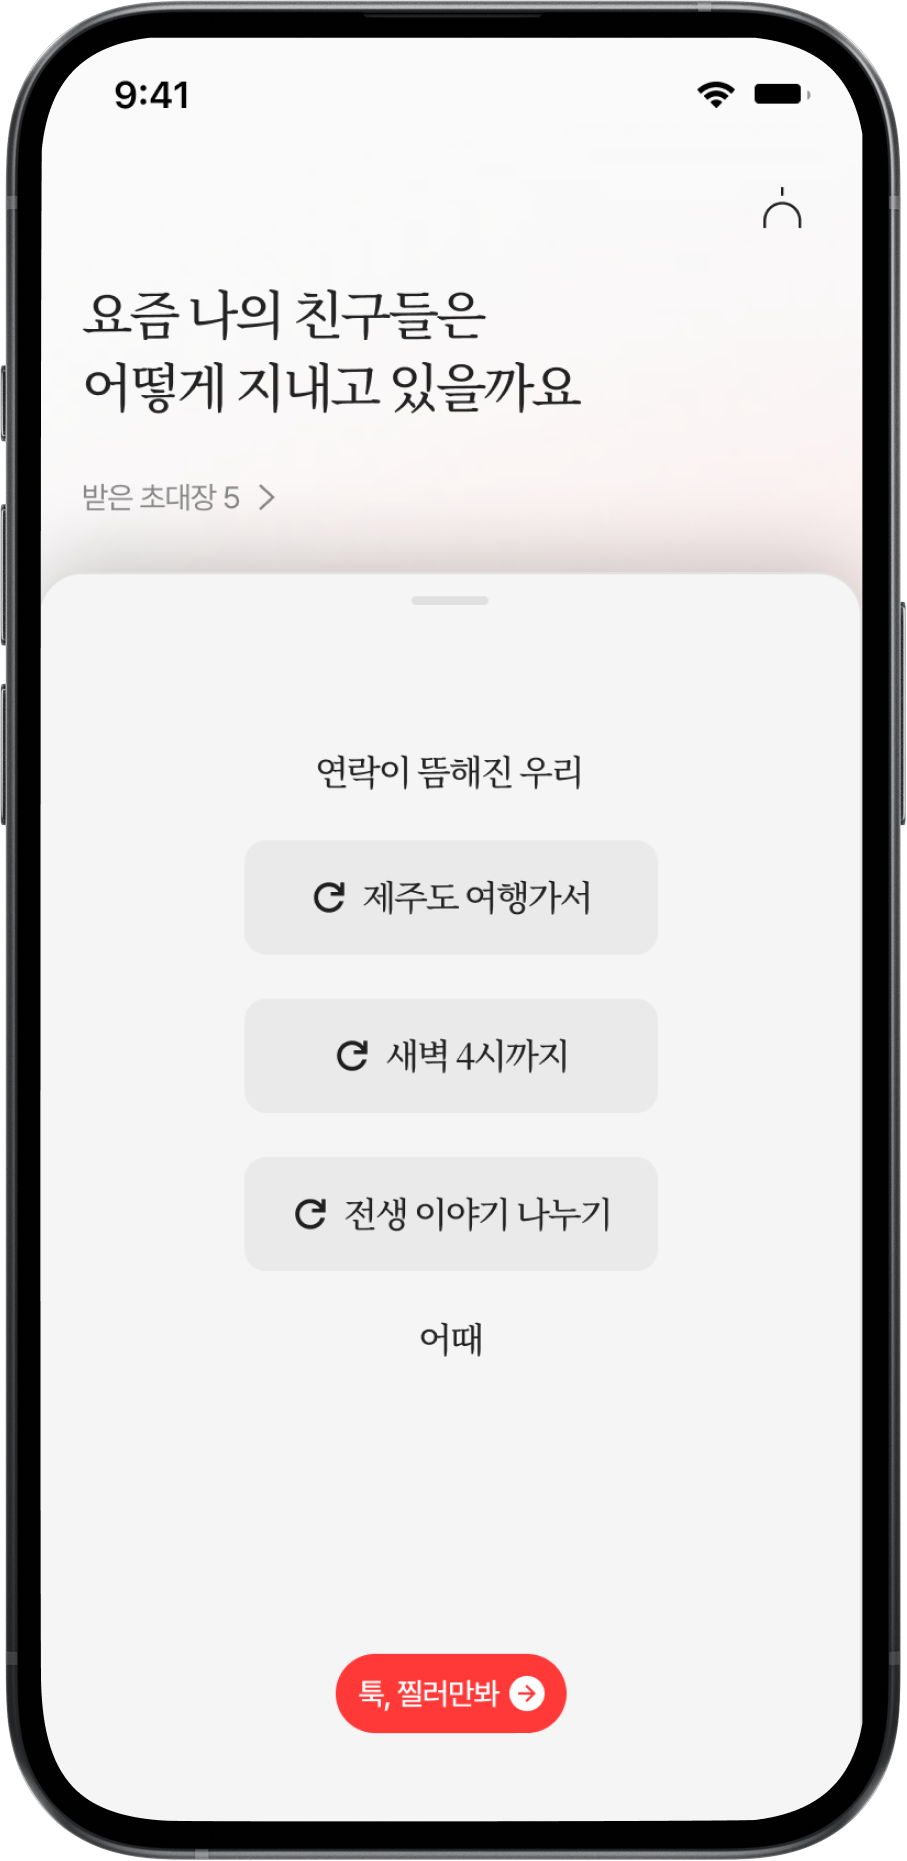 9:41
요즘 나의 친구들은
어떻게 지내고 있을까요
받은 초대장 5
연락이 뜸해진 우리
제주도 여행가서
새벽 4시까지
전생 이야기 나누기
어때
툭, 찔러만봐